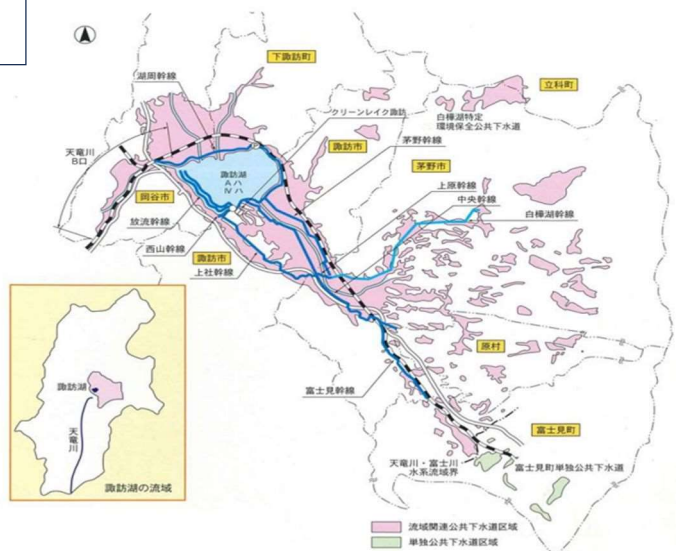 下諏訪町
湖周幹線
立科町
クリーンレイク諏訪
白樺湖特定
環境保全公共下水道
諏訪市
茅野幹線
天竜川
B口
茅野市
諏訪湖
Aハ
Ⅳハ
上原幹線
中央幹線
岡谷市
白樺湖幹線
放流幹線
西山幹線
諏訪市
上社幹線
原村
富士見幹線
諏訪湖
天竜川
諏訪湖の流域
富士見町
天竜川・富士川
水系流域界
富士見町単独公共下水道
流域関連公共下水道区域
単独公共下水道区域